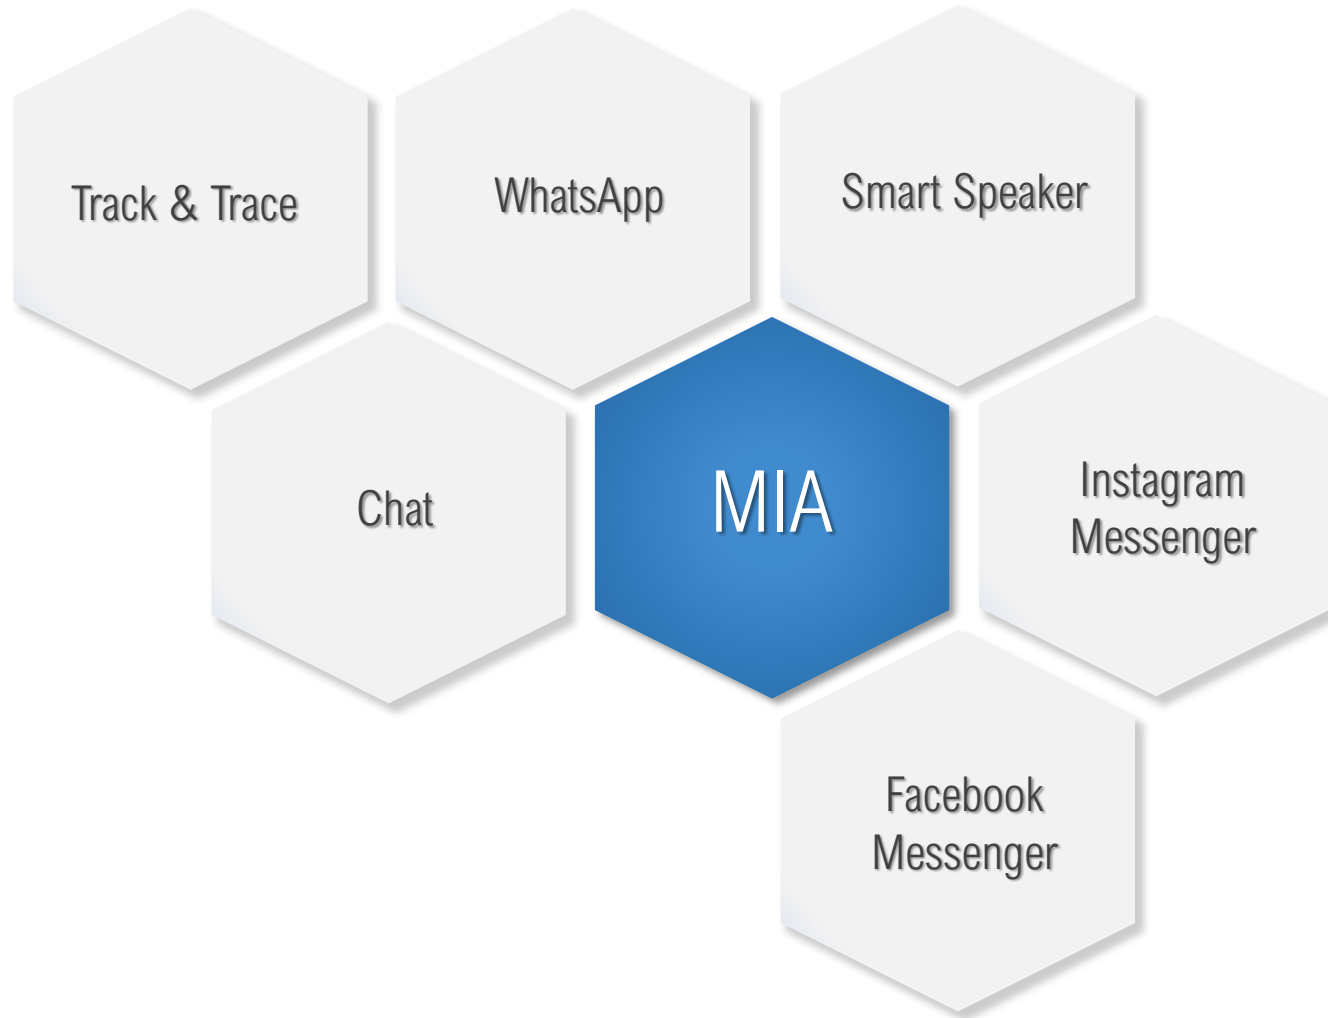 Track & Trace
WhatsApp
Smart Speaker
Chat
MIA
Instagram
Messenger
Facebook
Messenger